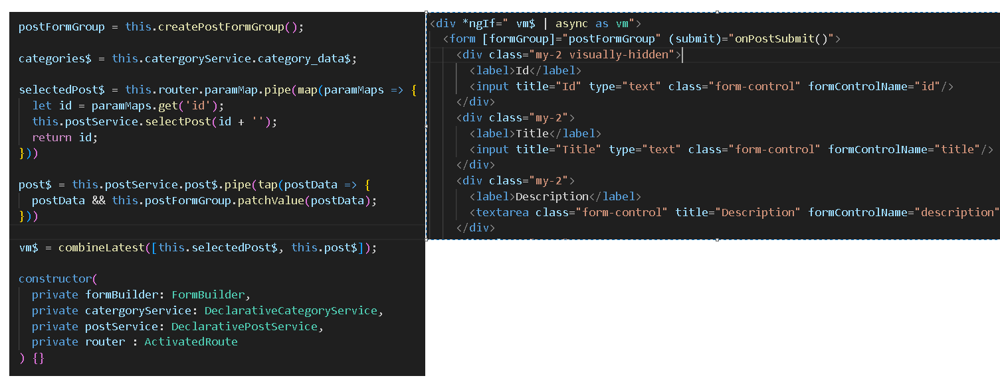 postFormGroup = this.createPostFormGroup();
categories$ = this.catergoryService.category_data$;
selectedPost$ = this.router.paramMap.pipe(map(paramMaps => {
let id = paramMaps.get('id');
this.postService.selectPost(id + '');
return id;
}))
post$ = this.postService.post$.pipe(tap(postData => {
postData && this.postFormGroup.patchValue(postData);
}))
vm$ = combineLatest([this.selectedPost$, this.post$]);
constructor(
private formBuilder: FormBuilder,
private catergoryService: DeclarativeCategoryService,
private postService: DeclarativePostService,
private router : ActivatedRoute
) {}
<div *ngIf=" vm$ | async as vm">
<form [formGroup]="postFormGroup" (submit)="onPostSubmit()">
<div class="my-2 visually-hidden">
<label>Id</label>
<input title="Id" type="text" class="form-control" formControlName="id"/>
</div>
<div class="my-2">
<label>Title</label>
<input title="Title" type="text" class="form-control" formControlName="title"/>
</div>
<div class="my-2">
<label>Description</label>
<textarea class="form-control" title="Description" formControlName="description"
</div>